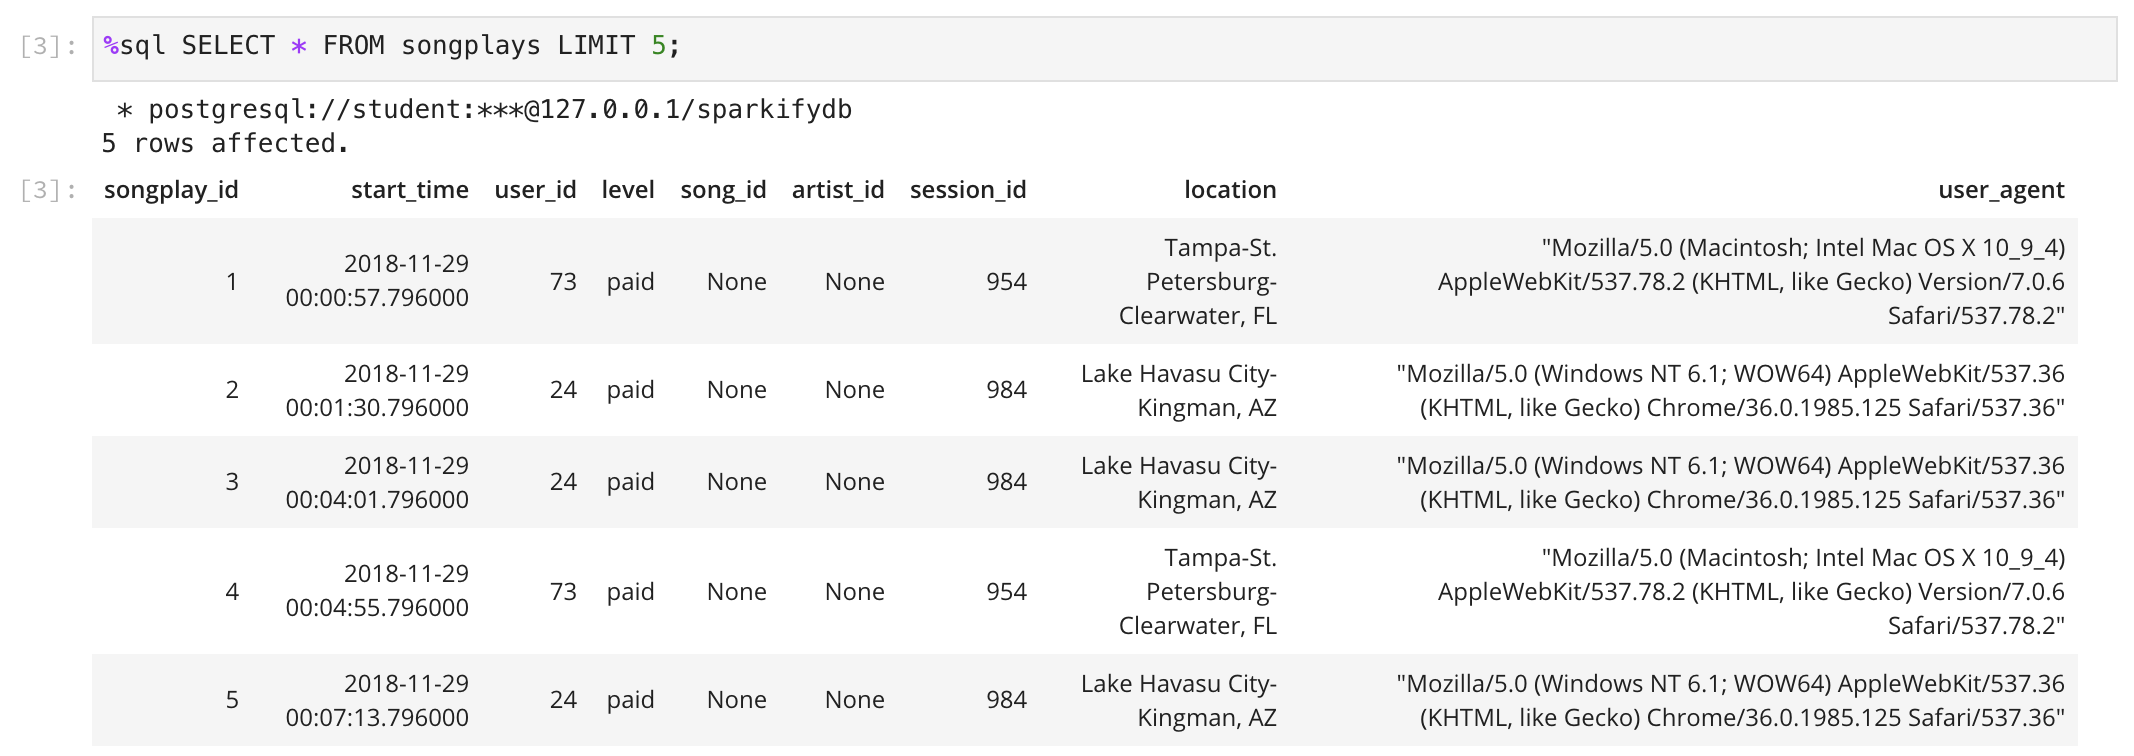 [3]: %sql SELECT * FROM songplays LIMIT 5;
* postgresql://student:***@127.0.0.1/sparkifydb
5 rows affected.
[3]: songplay_id start_time user_id level song_id artist_id session_id location user_agent
1 2018-11-29 00:00:57.796000 73 paid None None 954 Tampa-St. Petersburg-Clearwater, FL "Mozilla/5.0 (Macintosh; Intel Mac OS X 10_9_4) AppleWebKit/537.78.2 (KHTML, like Gecko) Version/7.0.6 Safari/537.78.2"
2 2018-11-29 00:01:30.796000 24 paid None None 984 Lake Havasu City-Kingman, AZ "Mozilla/5.0 (Windows NT 6.1; WOW64) AppleWebKit/537.36 (KHTML, like Gecko) Chrome/36.0.1985.125 Safari/537.36"
3 2018-11-29 00:04:01.796000 24 paid None None 984 Lake Havasu City-Kingman, AZ "Mozilla/5.0 (Windows NT 6.1; WOW64) AppleWebKit/537.36 (KHTML, like Gecko) Chrome/36.0.1985.125 Safari/537.36"
4 2018-11-29 00:04:55.796000 73 paid None None 954 Tampa-St. Petersburg-Clearwater, FL "Mozilla/5.0 (Macintosh; Intel Mac OS X 10_9_4) AppleWebKit/537.78.2 (KHTML, like Gecko) Version/7.0.6 Safari/537.78.2"
5 2018-11-29 00:07:13.796000 24 paid None None 984 Lake Havasu City-Kingman, AZ "Mozilla/5.0 (Windows NT 6.1; WOW64) AppleWebKit/537.36 (KHTML, like Gecko) Chrome/36.0.1985.125 Safari/537.36"